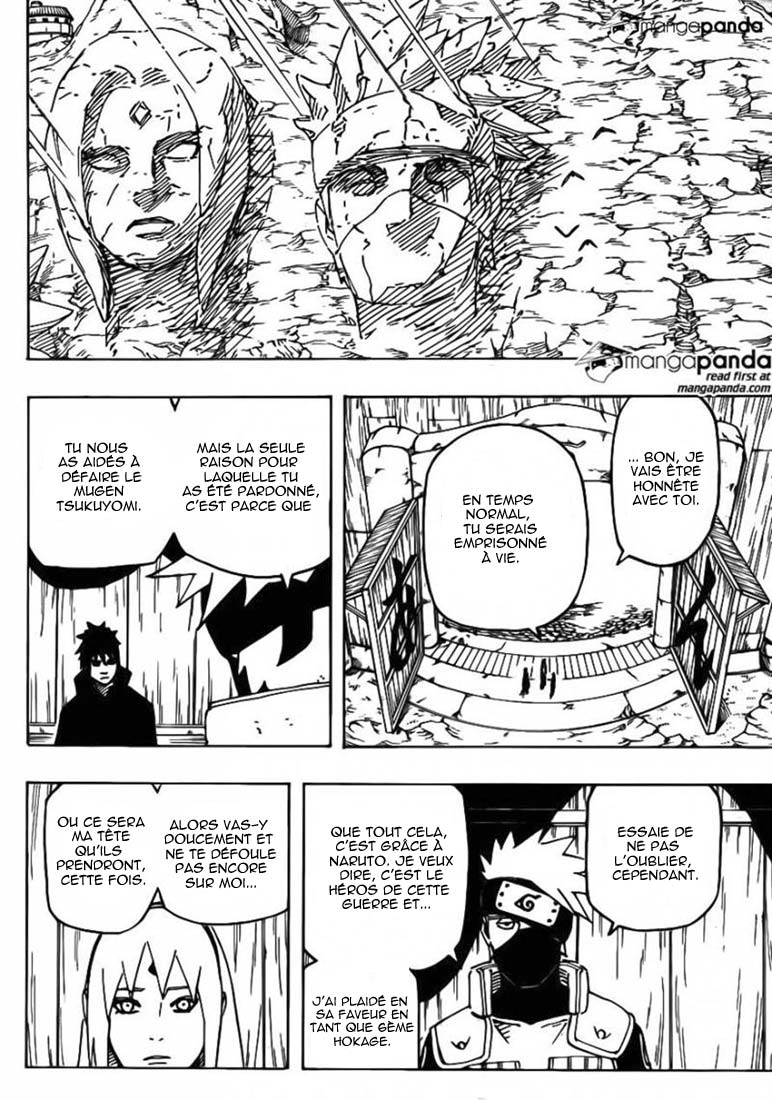 mangapanda
mangapanda
read first at
mangapanda.com
... BON, JE
VAIS ÊTRE
HONNÊTE
AVEC TOI.
EN TEMPS
NORMAL,
TU SERAIS
EMPRISONNÉ
À VIE.
あ
ん
MAIS LA SEULE
RAISON POUR
LAQUELLE TU
AS ÉTÉ PARDONNÉ,
C'EST PARCE QUE
TU NOUS
AS AIDÉS À
DÉFAIRE LE
MUGEN
TSUKUYOMI.
ESSAIE DE
NE PAS
L'OUBLIER,
CEPENDANT.
QUE TOUT CELA,
C'EST GRÂCE À
NARUTO. JE VEUX
DIRE, C'EST LE
HÉROS DE CETTE
GUERRE ET...
J'AI PLAIDÉ EN
SA FAVEUR EN
TANT QUE 6ÈME
HOKAGE.
ALORS VAS-Y
DOUCEMENT ET
NE TE DÉFOULE
PAS ENCORE
SUR MOI...
OU CE SERA
MA TÊTE
QU'ILS
PRENDRONT,
CETTE FOIS.